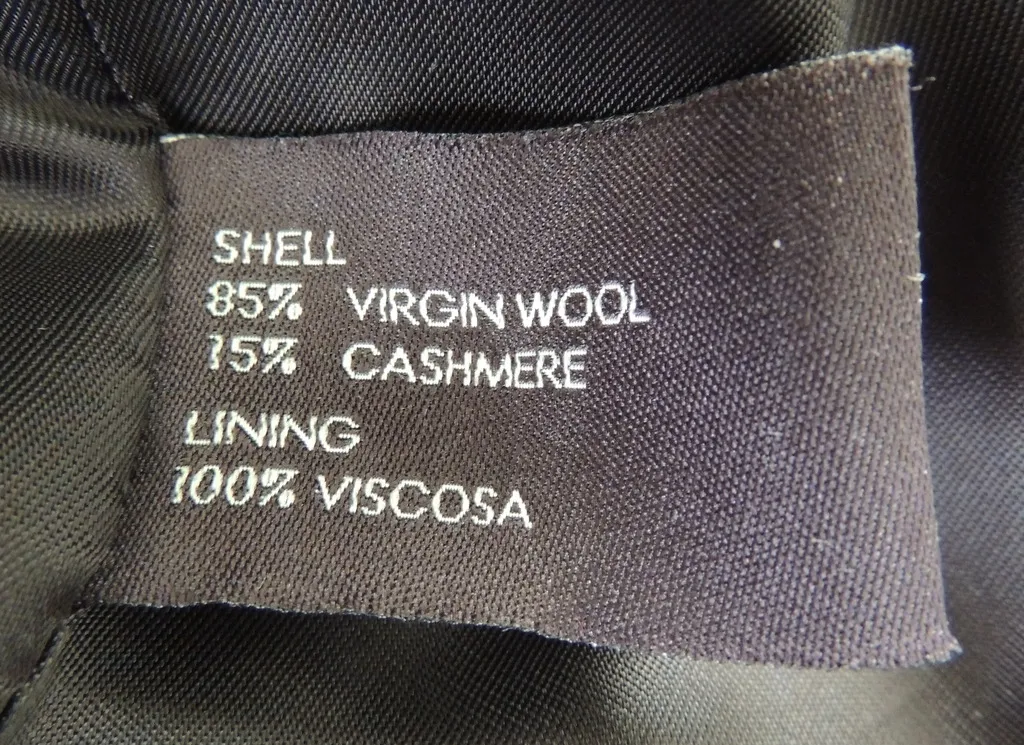 SHELL
85% VIRGIN WOOL
15% CASHMERE
LINING
100% VISCOSA